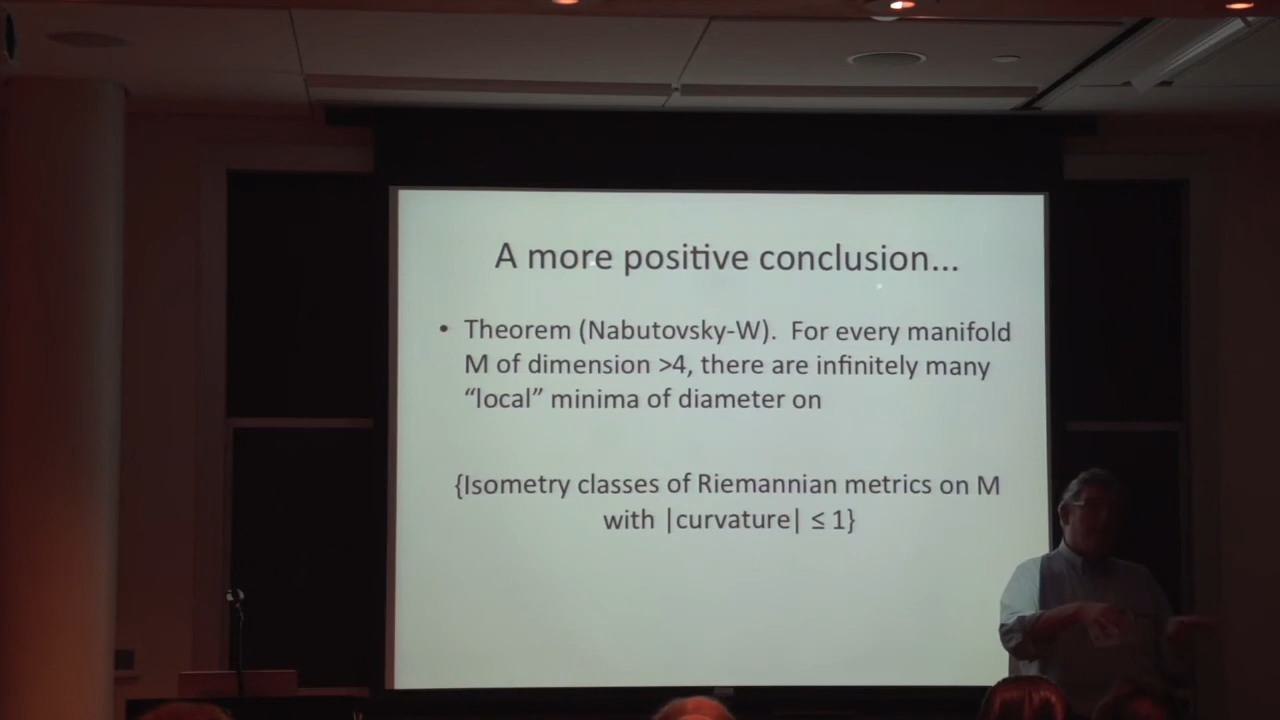 A more positive conclusion...
• Theorem (Nabutovsky-W). For every manifold
M of dimension >4, there are infinitely many
“local” minima of diameter on
{Isometry classes of Riemannian metrics on M
with |curvature| ≤ 1}